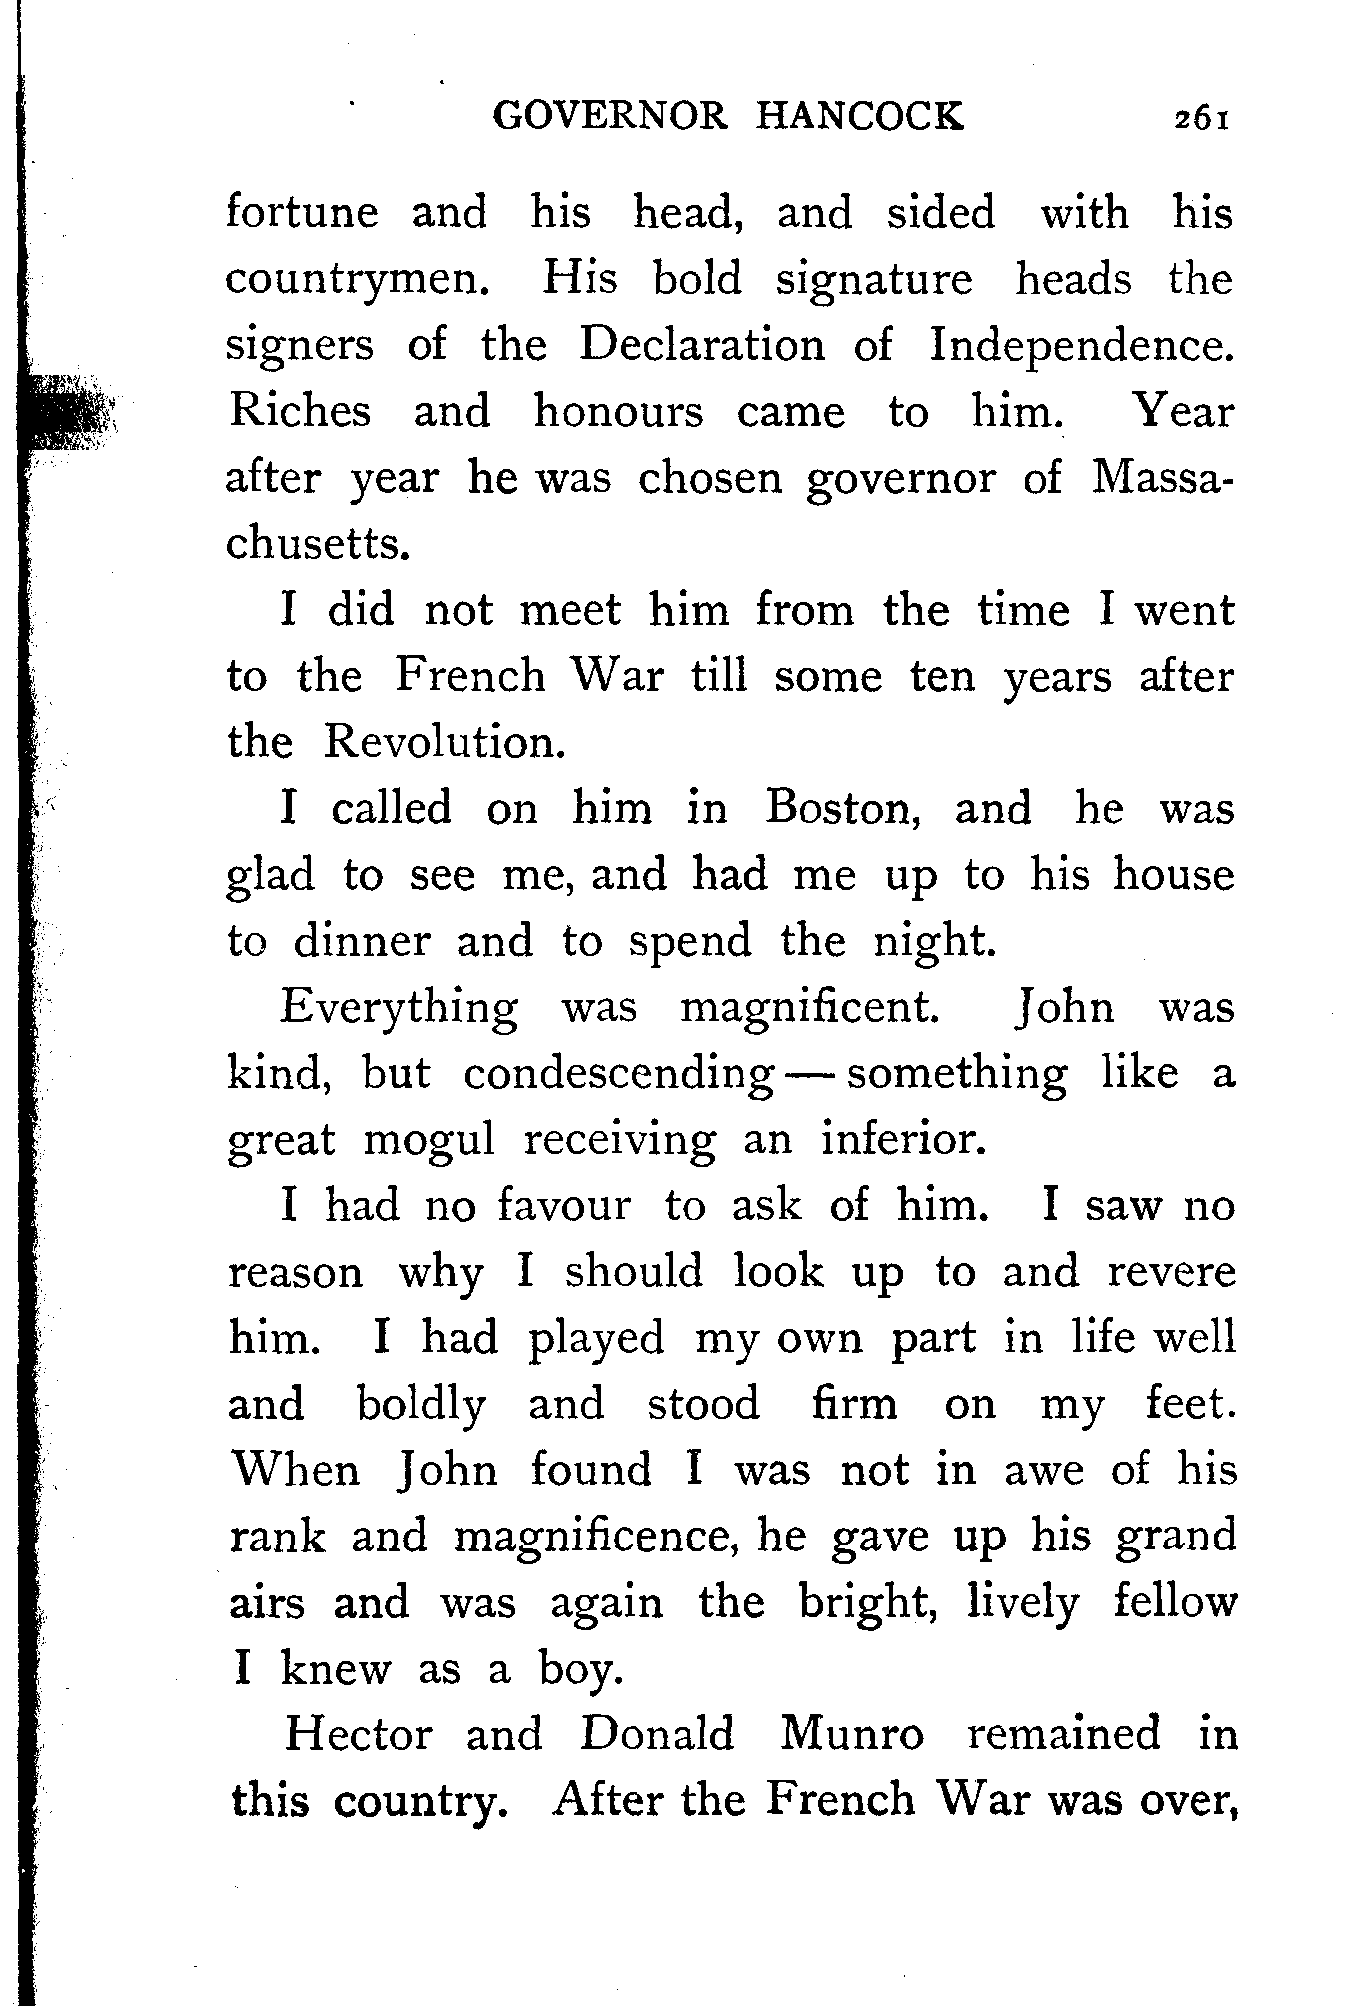 GOVERNOR HANCOCK 261
fortune and his head, and sided with his
countrymen. His bold signature heads the
signers of the Declaration of Independence.
Riches and honours came to him. Year
after year he was chosen governor of Massa-
chusetts.
I did not meet him from the time I went
to the French War till some ten years after
the Revolution.
I called on him in Boston, and he was
glad to see me, and had me up to his house
to dinner and to spend the night.
Everything was magnificent. John was
kind, but condescending — something like a
great mogul receiving an inferior.
I had no favour to ask of him. I saw no
reason why I should look up to and revere
him. I had played my own part in life well
and boldly and stood firm on my feet.
When John found I was not in awe of his
rank and magnificence, he gave up his grand
airs and was again the bright, lively fellow
I knew as a boy.
Hector and Donald Munro remained in
this country. After the French War was over,